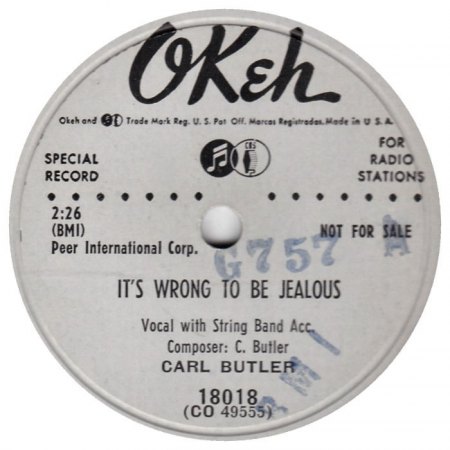 OKeh
Okeh and Trade Mark Reg. U. S. Pat. Off. Marcas Registradas. Made in U S A.
CBS
SPECIAL RECORD
FOR RADIO STATIONS
2:26
(BMI)
NOT FOR SALE
Peer International Corp.
G757 A
IT'S WRONG TO BE JEALOUS
Vocal with String Band Acc.
Composer: C. Butler
CARL BUTLER
BMI
18018
(CO 49555)